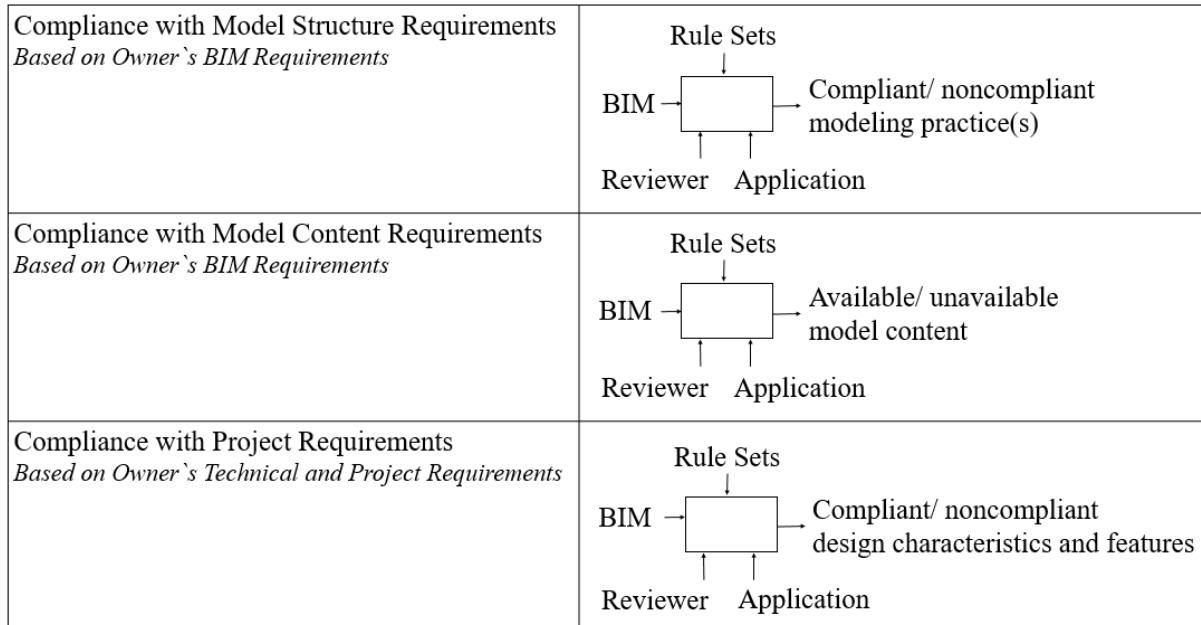 Compliance with Model Structure Requirements
Based on Owner`s BIM Requirements
Rule Sets
BIM
Compliant/ noncompliant
modeling practice(s)
Reviewer Application
Compliance with Model Content Requirements
Based on Owner`s BIM Requirements
Rule Sets
BIM
Available/ unavailable
model content
Reviewer Application
Compliance with Project Requirements
Based on Owner`s Technical and Project Requirements
Rule Sets
BIM
Compliant/ noncompliant
design characteristics and features
Reviewer Application